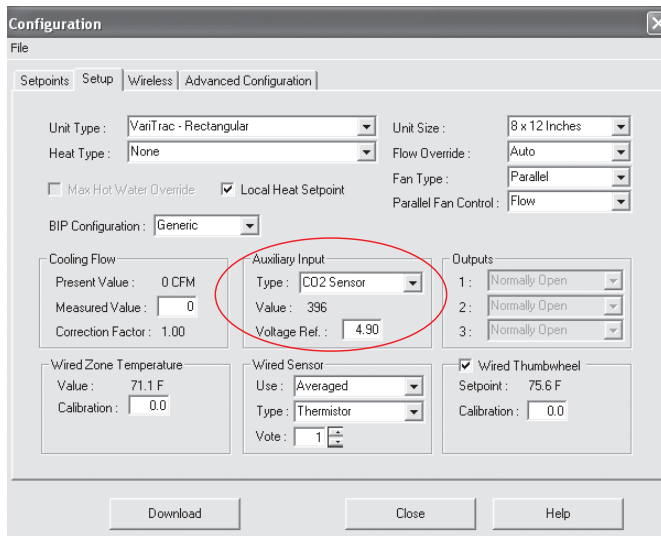 Configuration
File
Setpoints Setup Wireless Advanced Configuration
Unit Type : VariTrac - Rectangular
Unit Size : 8 x 12 Inches
Heat Type : None
Flow Override : Auto
Max Hot Water Override Local Heat Setpoint
Fan Type : Parallel
Parallel Fan Control : Flow
BIP Configuration : Generic
Cooling Flow
Present Value : 0 CFM
Measured Value : 0
Correction Factor : 1.00
Auxiliary Input
Type : CO2 Sensor
Value : 396
Voltage Ref. : 4.90
Outputs
1 : Normally Open
2 : Normally Open
3 : Normally Open
Wired Zone Temperature
Value : 71.1 F
Calibration : 0.0
Wired Sensor
Use : Averaged
Type : Thermistor
Vote : 1
Wired Thumbwheel
Setpoint : 75.6 F
Calibration : 0.0
Download Close Help